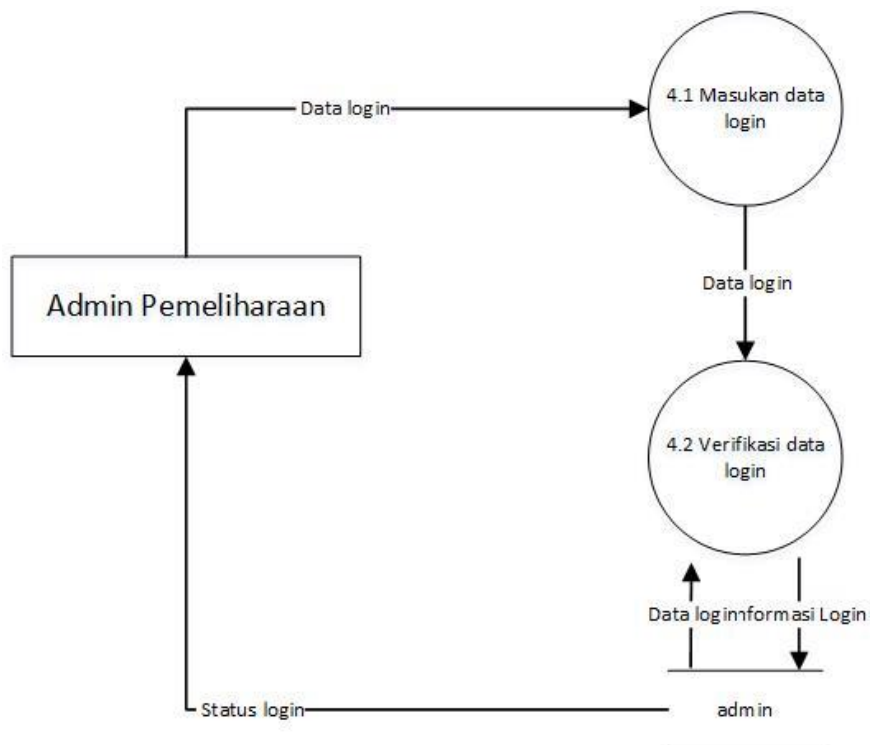 4.1 Masukan data
login
Data login
Data login
Admin Pemeliharaan
4.2 Verifikasi data
login
Data login
nformasi Login
Status login
admin